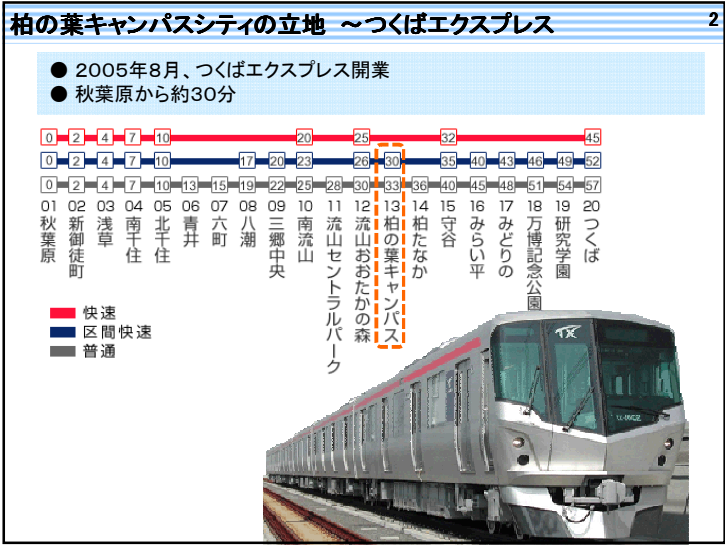 柏の葉キャンパスシティの立地 ～つくばエクスプレス
2
● 2005年8月、つくばエクスプレス開業
● 秋葉原から約30分
0 2 4 7 10 20 25 32 45
0 2 4 7 10 17 20 23 26 30 35 40 43 46 49 52
0 2 4 7 10 13 15 19 22 25 28 30 33 36 40 45 48 51 54 57
01 秋葉原
02 新御徒町
03 浅草
04 南千住
05 北千住
06 青井
07 六町
08 八潮
09 三郷中央
10 南流山
11 流山セントラルパーク
12 流山おおたかの森
13 柏の葉キャンパス
14 柏たなか
15 守谷
16 みらい平
17 みどりの
18 万博記念公園
19 研究学園
20 つくば
快速
区間快速
普通
TX